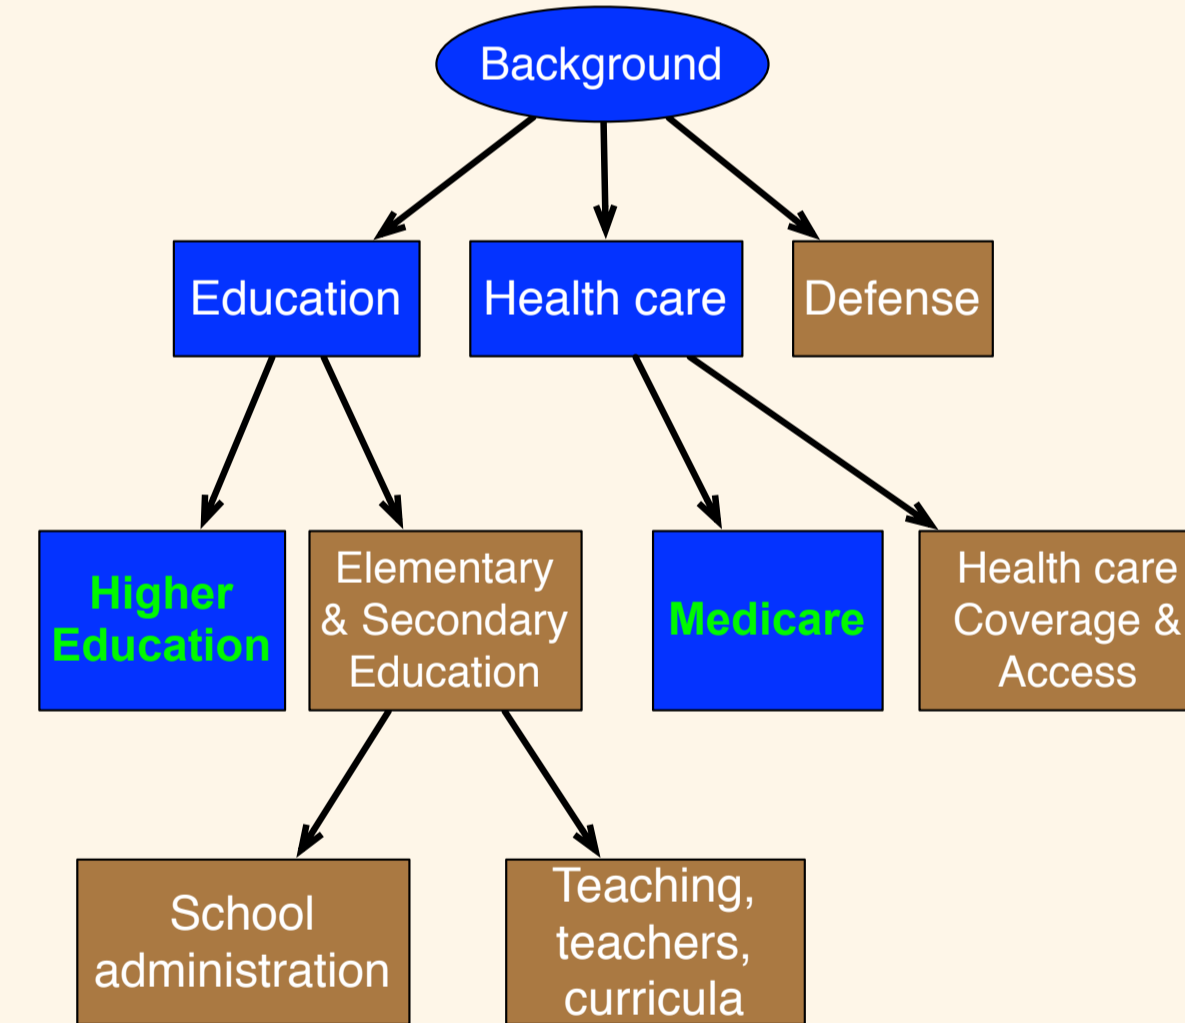 Background
Education
Health care
Defense
Higher
Education
Elementary
& Secondary
Education
Medicare
Health care
Coverage &
Access
School
administration
Teaching,
teachers,
curricula